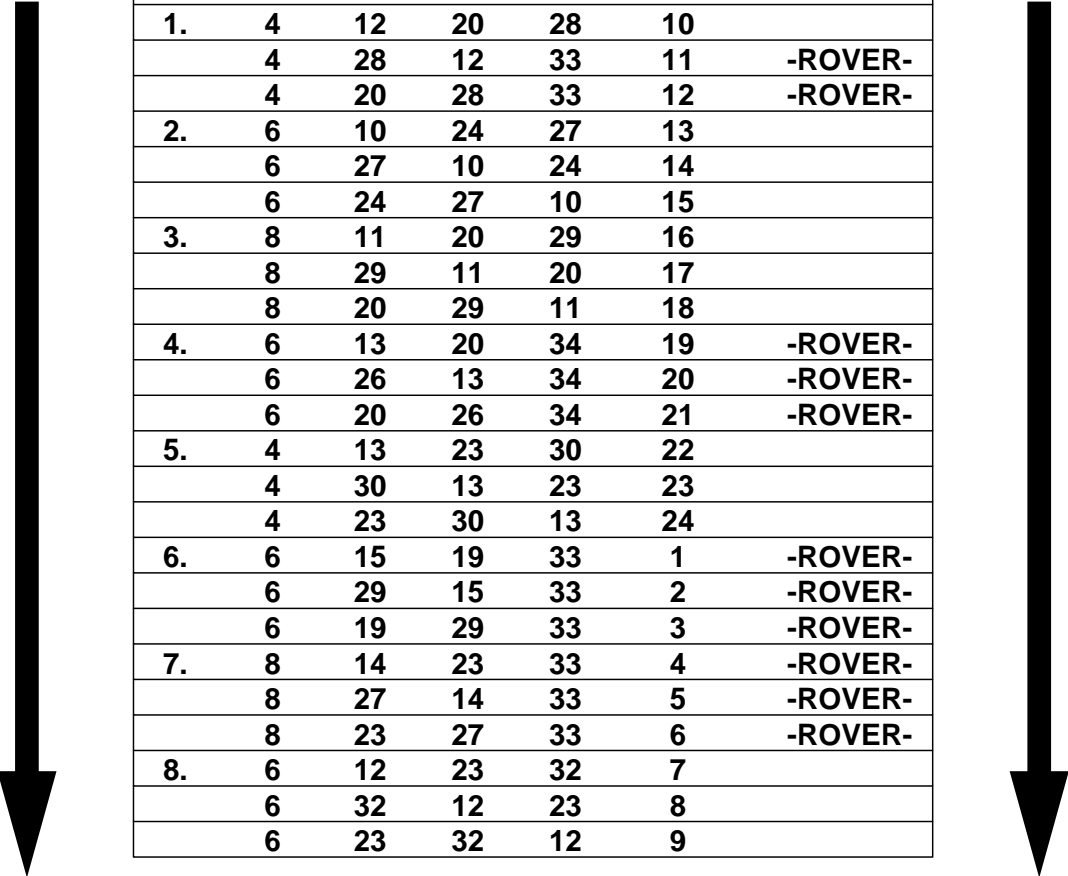 1. 4 12 20 28 10
4 28 12 33 11 -ROVER-
4 20 28 33 12 -ROVER-
2. 6 10 24 27 13
6 27 10 24 14
6 24 27 10 15
3. 8 11 20 29 16
8 29 11 20 17
8 20 29 11 18
4. 6 13 20 34 19 -ROVER-
6 26 13 34 20 -ROVER-
6 20 26 34 21 -ROVER-
5. 4 13 23 30 22
4 30 13 23 23
4 23 30 13 24
6. 6 15 19 33 1 -ROVER-
6 29 15 33 2 -ROVER-
6 19 29 33 3 -ROVER-
7. 8 14 23 33 4 -ROVER-
8 27 14 33 5 -ROVER-
8 23 27 33 6 -ROVER-
8. 6 12 23 32 7
6 32 12 23 8
6 23 32 12 9